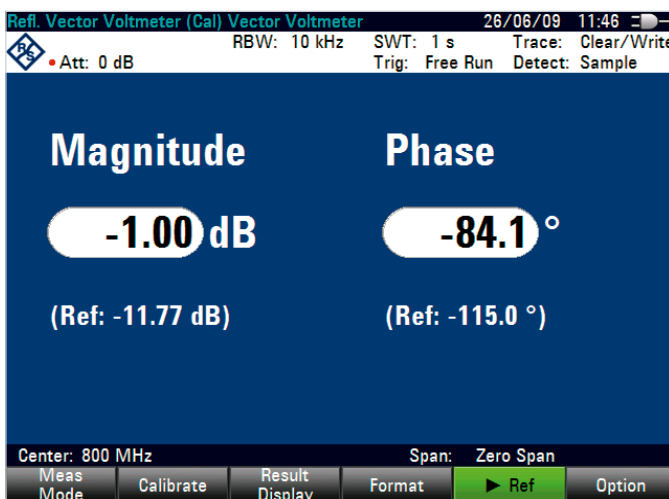 Refl. Vector Voltmeter (Cal) Vector Voltmeter 26/06/09 11:46
RBW: 10 kHz SWT: 1 s Trace: Clear/Write
• Att: 0 dB Trig: Free Run Detect: Sample
Magnitude Phase
-1.00 dB -84.1 °
(Ref: -11.77 dB) (Ref: -115.0 °)
Center: 800 MHz Span: Zero Span
Meas Mode Calibrate Result Display Format ► Ref Option